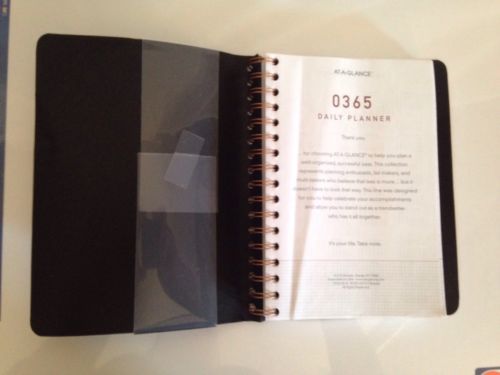 AT-A-GLANCE
0365
DAILY PLANNER
Thank you
... for choosing AT-A-GLANCE® to help you plan a
well-organized, successful year. This collection
represents planning enthusiasts, list makers, and
multi-taskers who believe that less is more... but it
doesn't have to look that way. This line was designed
for you to help celebrate your accomplishments
and allow you to stand out as a trendsetter
who has it all together.
It's your life. Take note.